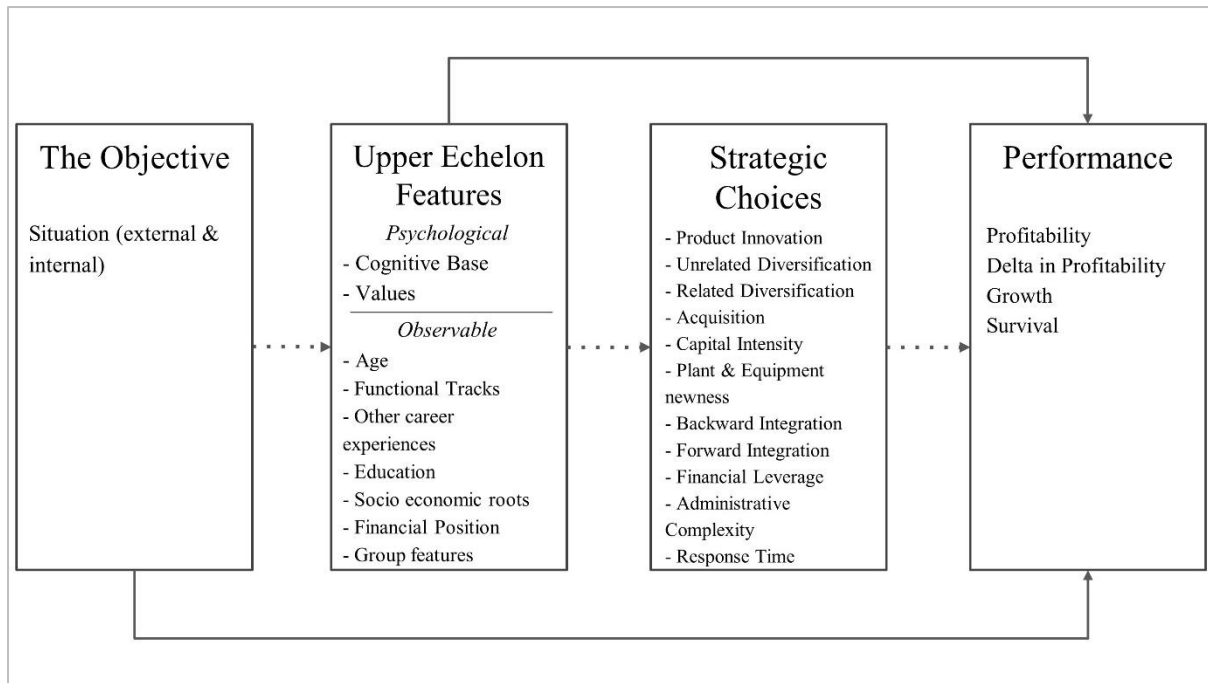 The Objective
Situation (external &
internal)
Upper Echelon
Features
Psychological
- Cognitive Base
- Values
Observable
- Age
- Functional Tracks
- Other career
experiences
- Education
- Socio economic roots
- Financial Position
- Group features
Strategic
Choices
- Product Innovation
- Unrelated Diversification
- Related Diversification
- Acquisition
- Capital Intensity
- Plant & Equipment
newness
- Backward Integration
- Forward Integration
- Financial Leverage
- Administrative
Complexity
- Response Time
Performance
Profitability
Delta in Profitability
Growth
Survival